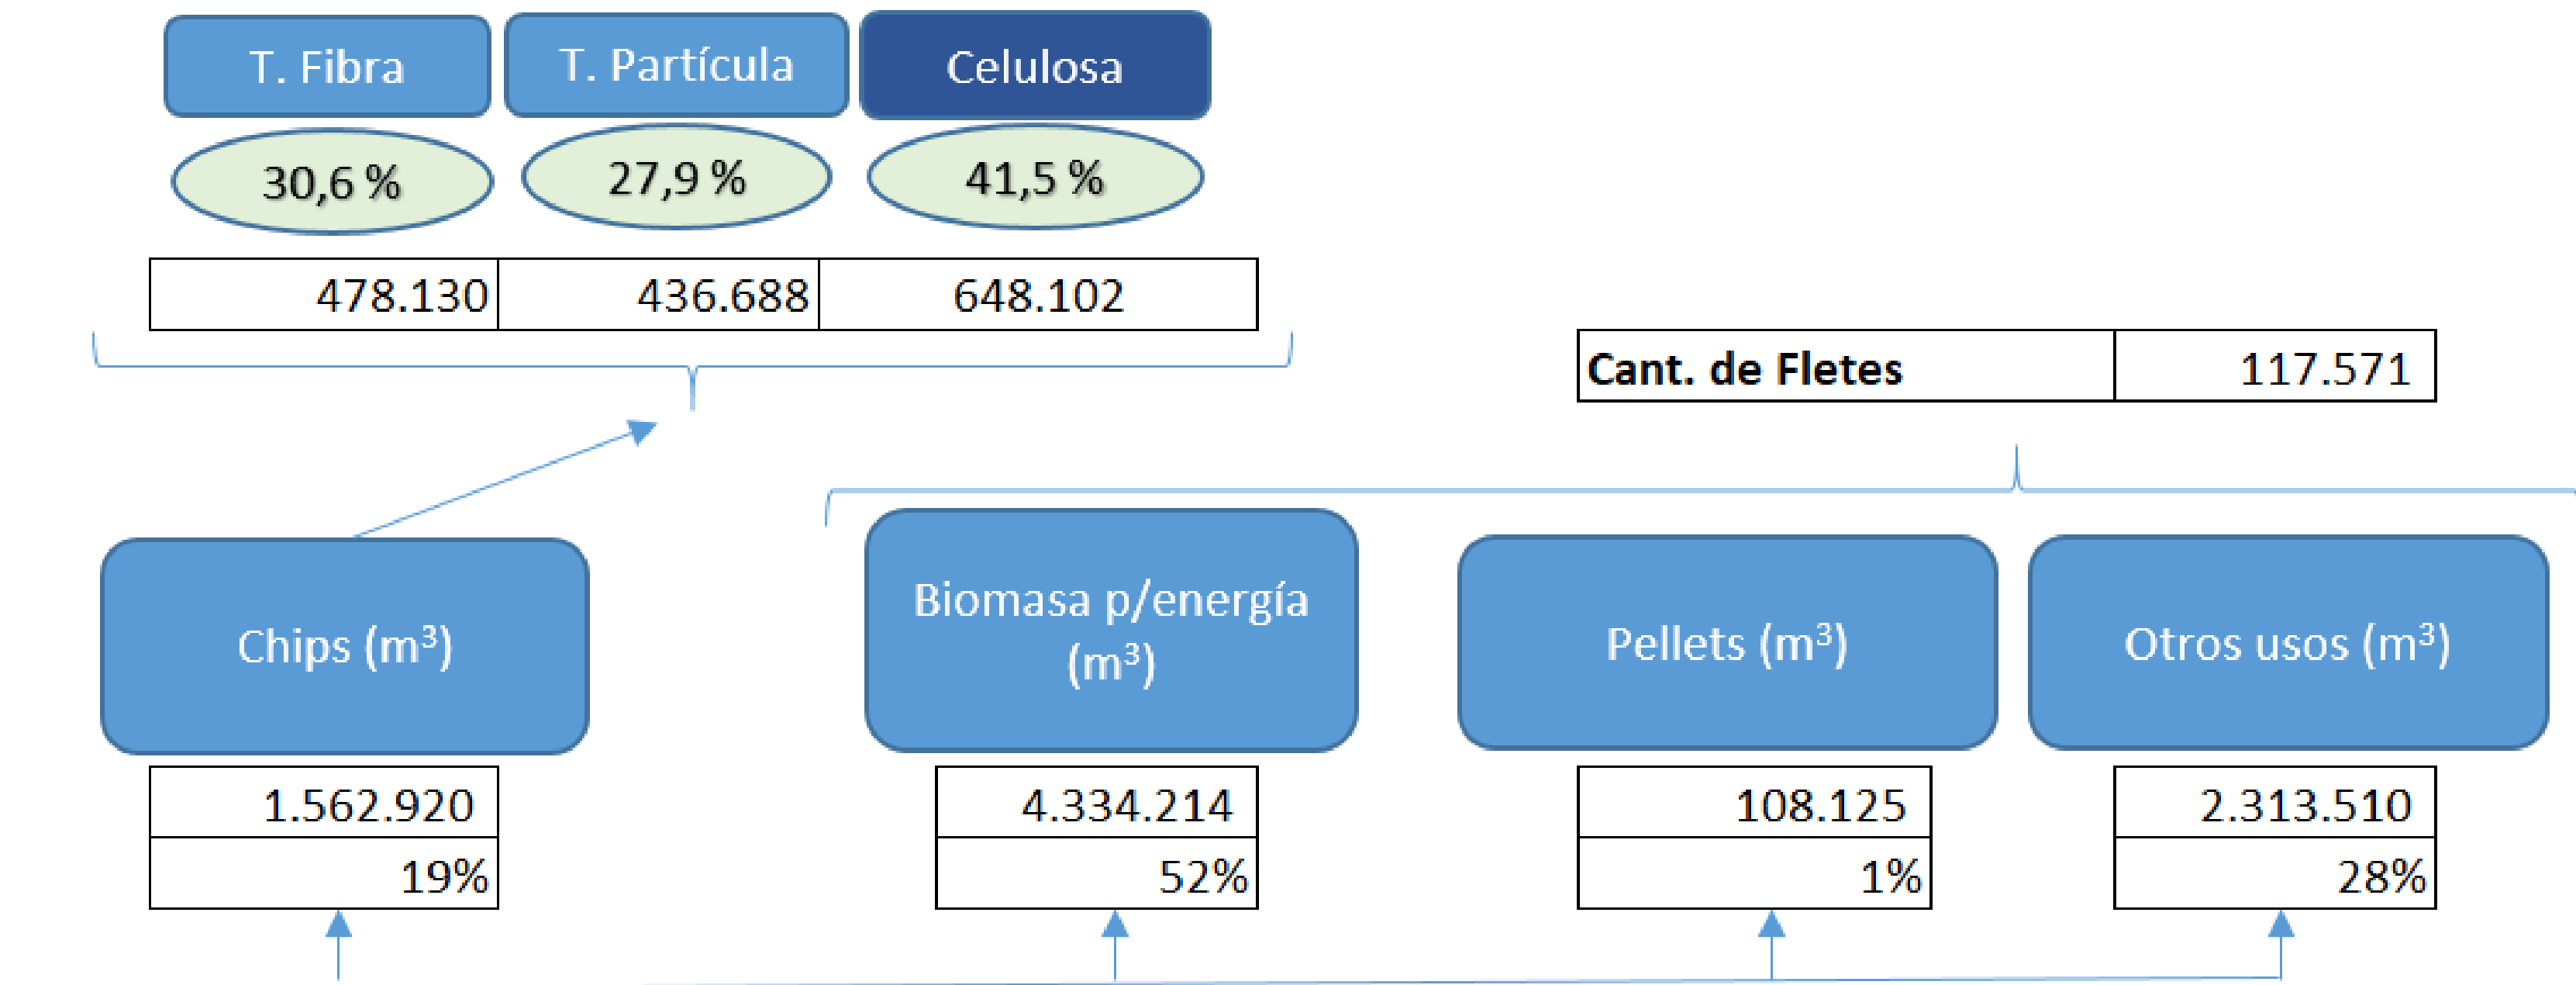 T. Fibra
T. Partícula
Celulosa
30,6 %
27,9 %
41,5 %
478.130
436.688
648.102
Cant. de Fletes
117.571
Chips (m³)
Biomasa p/energía
(m³)
Pellets (m³)
Otros usos (m³)
1.562.920
4.334.214
108.125
2.313.510
19%
52%
1%
28%